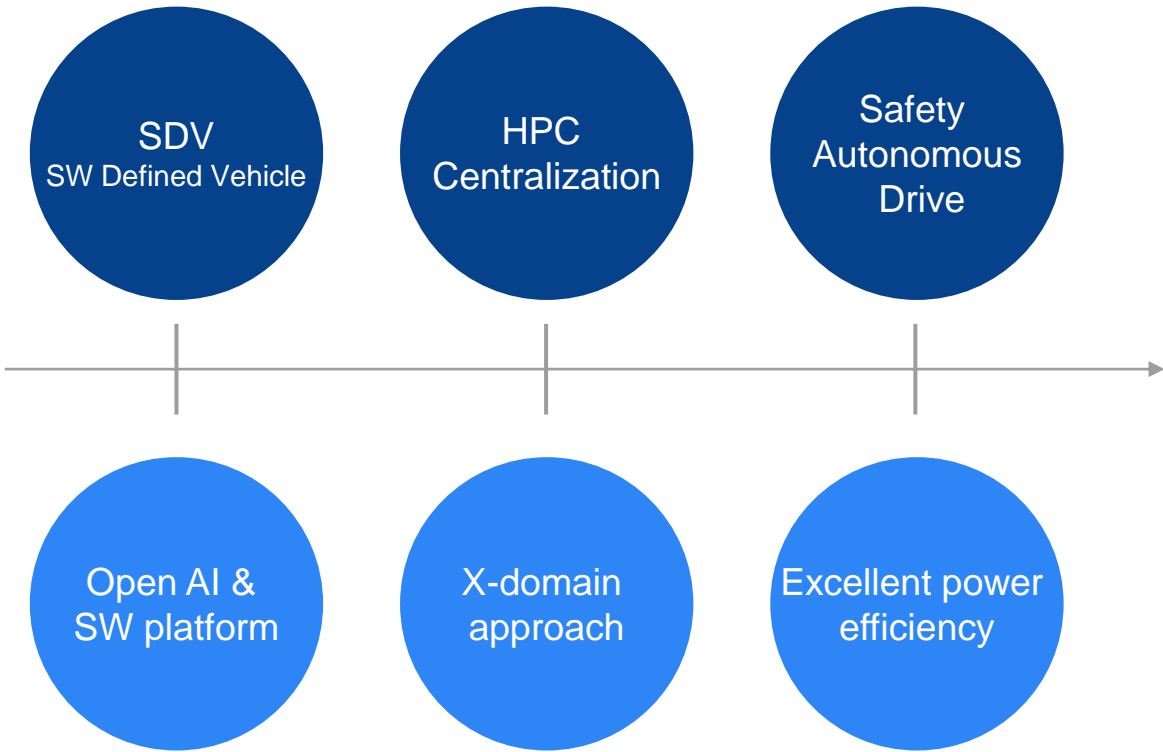 SDV
SW Defined Vehicle
HPC
Centralization
Safety
Autonomous
Drive
Open AI &
SW platform
X-domain
approach
Excellent power
efficiency